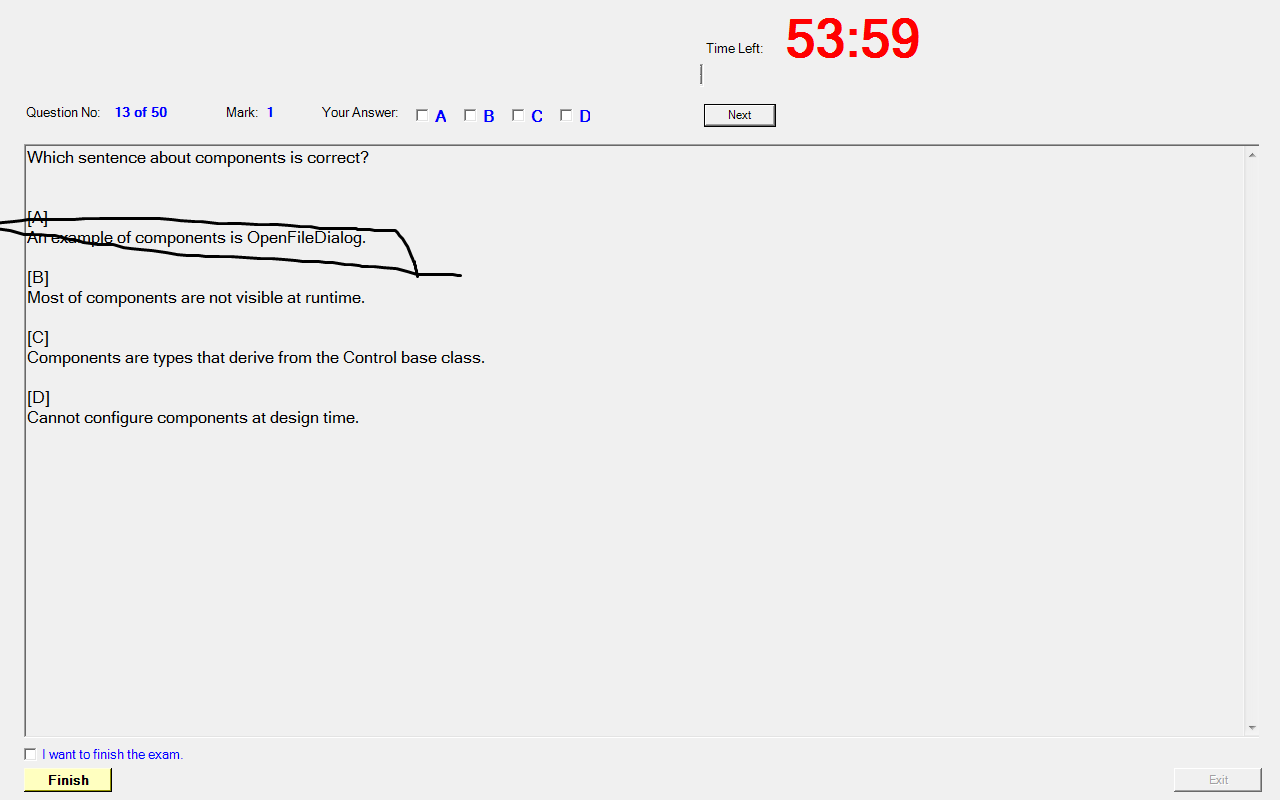 Time Left: 53:59
Question No: 13 of 50 Mark: 1 Your Answer: A B C D Next
Which sentence about components is correct?
[A]
An example of components is OpenFileDialog.
[B]
Most of components are not visible at runtime.
[C]
Components are types that derive from the Control base class.
[D]
Cannot configure components at design time.
I want to finish the exam.
Finish Exit